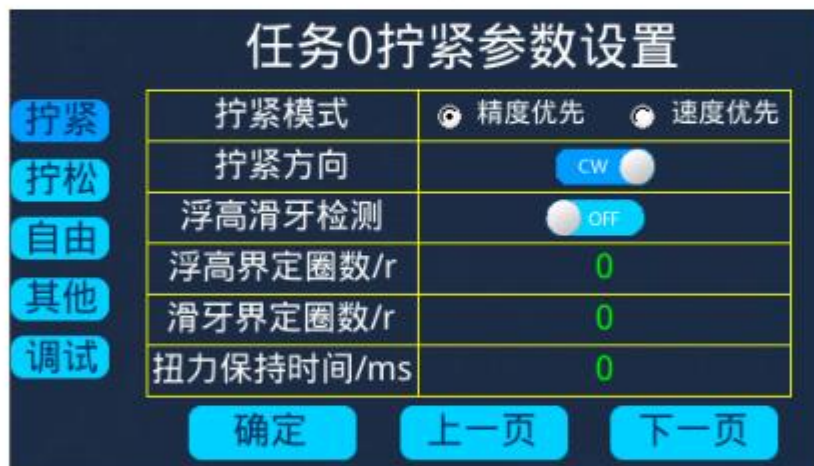 任务0拧紧参数设置
拧紧
拧松
自由
其他
调试
拧紧模式 精度优先 速度优先
拧紧方向 CW
浮高滑牙检测 OFF
浮高界定圈数/r 0
滑牙界定圈数/r 0
扭力保持时间/ms 0
确定 上一页 下一页